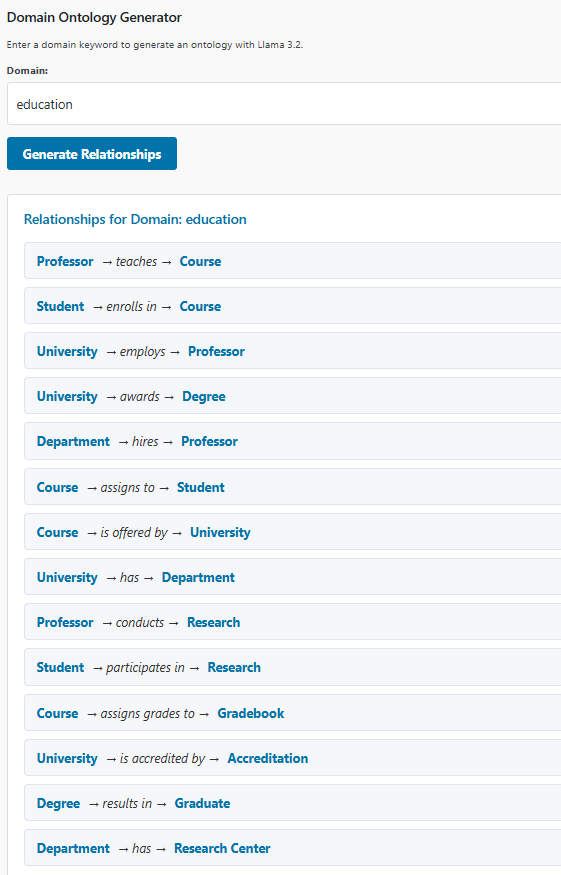 Domain Ontology Generator
Enter a domain keyword to generate an ontology with Llama 3.2.
Domain:
education
Generate Relationships
Relationships for Domain: education
Professor → teaches → Course
Student → enrolls in → Course
University → employs → Professor
University → awards → Degree
Department → hires → Professor
Course → assigns to → Student
Course → is offered by → University
University → has → Department
Professor → conducts → Research
Student → participates in → Research
Course → assigns grades to → Gradebook
University → is accredited by → Accreditation
Degree → results in → Graduate
Department → has → Research Center